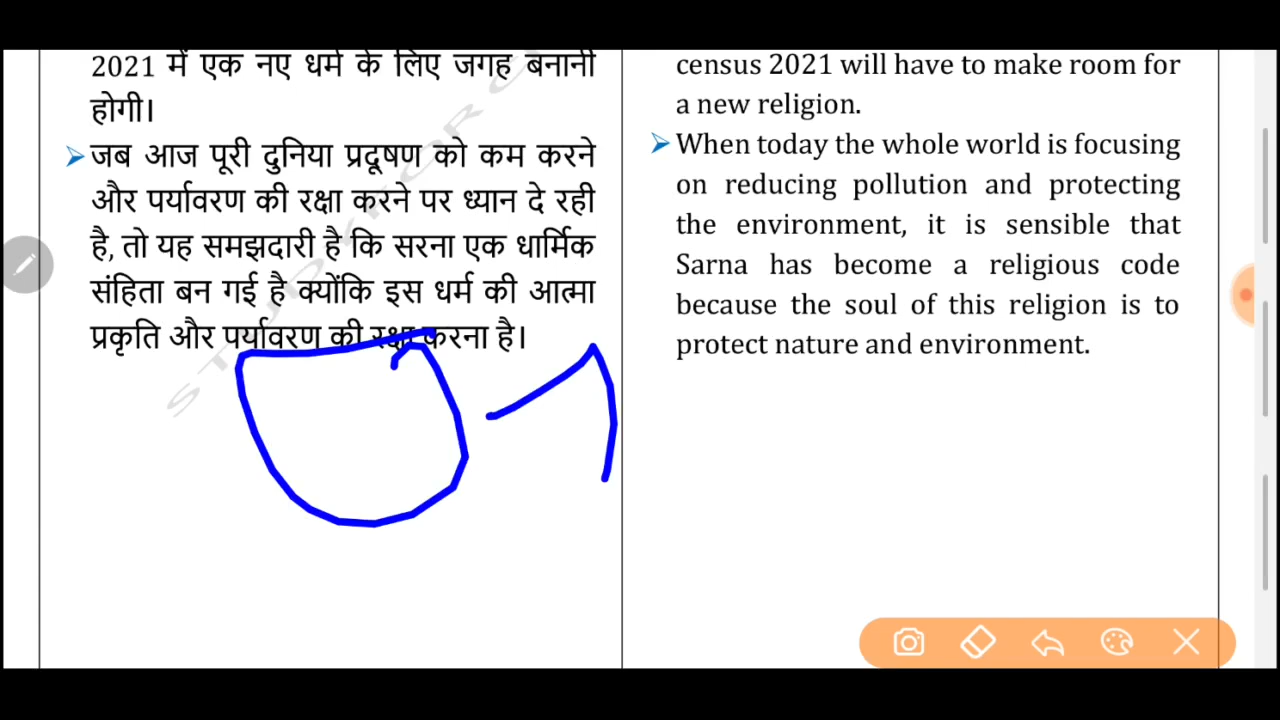 2021 में एक नए धर्म के लिए जगह बनानी
होगी।
जब आज पूरी दुनिया प्रदूषण को कम करने
और पर्यावरण की रक्षा करने पर ध्यान दे रही
है, तो यह समझदारी है कि सरना एक धार्मिक
संहिता बन गई है क्योंकि इस धर्म की आत्मा
प्रकृति और पर्यावरण की रक्षा करना है।
census 2021 will have to make room for
a new religion.
When today the whole world is focusing
on reducing pollution and protecting
the environment, it is sensible that
Sarna has become a religious code
because the soul of this religion is to
protect nature and environment.